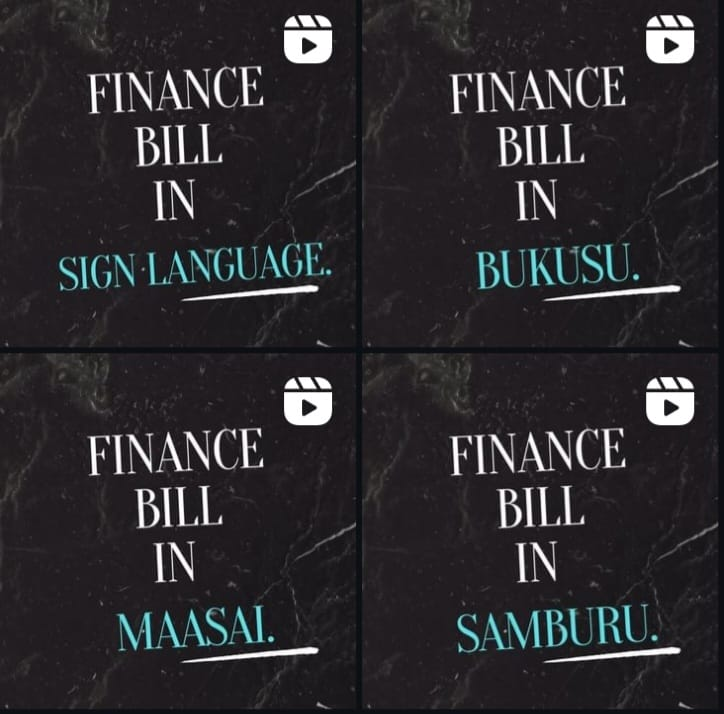 FINANCE
BILL
IN
SIGN LANGUAGE.
FINANCE
BILL
IN
BUKUSU.
FINANCE
BILL
IN
MAASAI.
FINANCE
BILL
IN
SAMBURU.